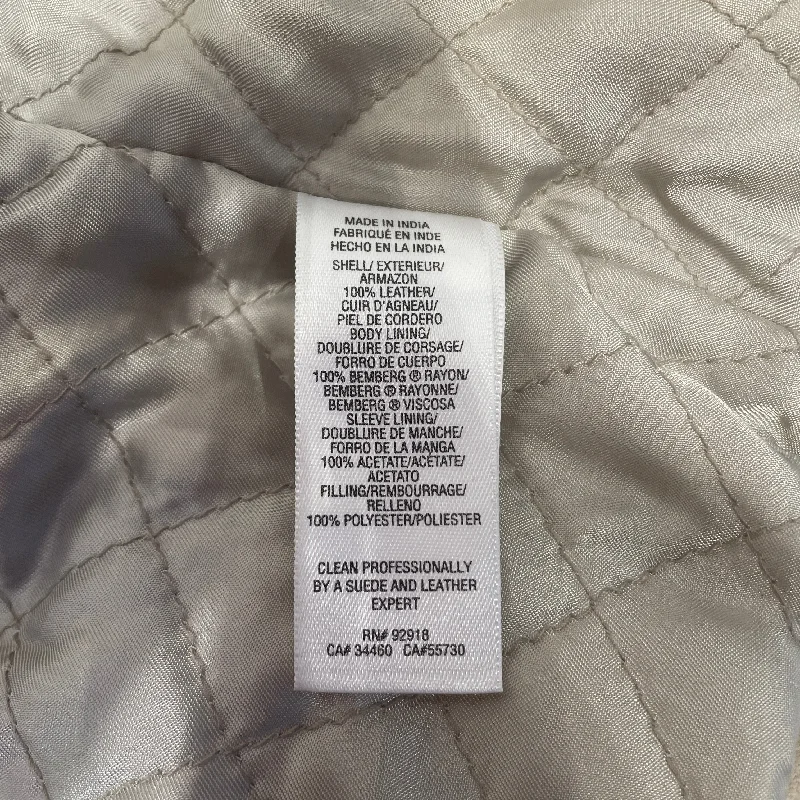 MADE IN INDIA
FABRIQUÉ EN INDE
HECHO EN LA INDIA
SHELL/ EXTERIEUR/
ARMAZON
100% LEATHER/
CUIR D'AGNEAU/
PIEL DE CORDERO
BODY LINING/
DOUBLURE DE CORSAGE/
FORRO DE CUERPO
100% BEMBERG ® RAYON/
BEMBERG ® RAYONNE/
BEMBERG ® VISCOSA
SLEEVE LINING/
DOUBLURE DE MANCHE/
FORRO DE LA MANGA
100% ACETATE/ACÉTATE/
ACETATO
FILLING/REMBOURRAGE/
RELLENO
100% POLYESTER/POLIESTER
CLEAN PROFESSIONALLY
BY A SUEDE AND LEATHER
EXPERT
RN# 92918
CA# 34460 CA#55730